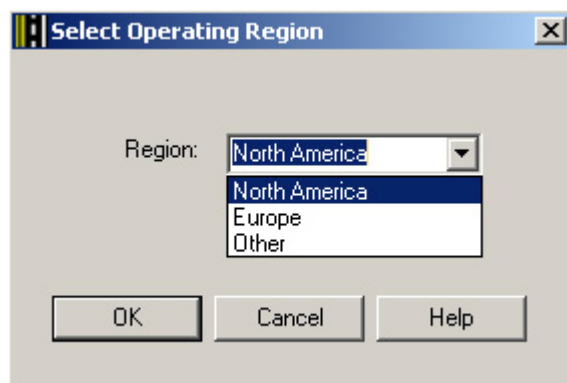 Select Operating Region
Region: North America
North America
Europe
Other
OK Cancel Help